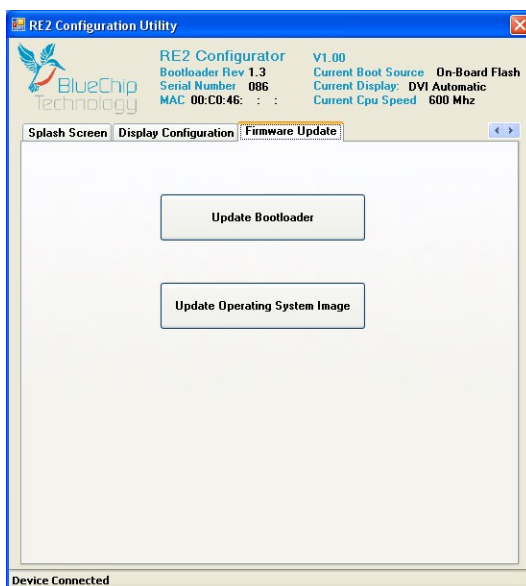 RE2 Configuration Utility
BlueChip
Technology
RE2 Configurator V1.00
Bootloader Rev 1.3 Current Boot Source On-Board Flash
Serial Number 086 Current Display: DVI Automatic
MAC 00:C0:46: : : Current Cpu Speed 600 Mhz
Splash Screen Display Configuration Firmware Update
Update Bootloader
Update Operating System Image
Device Connected